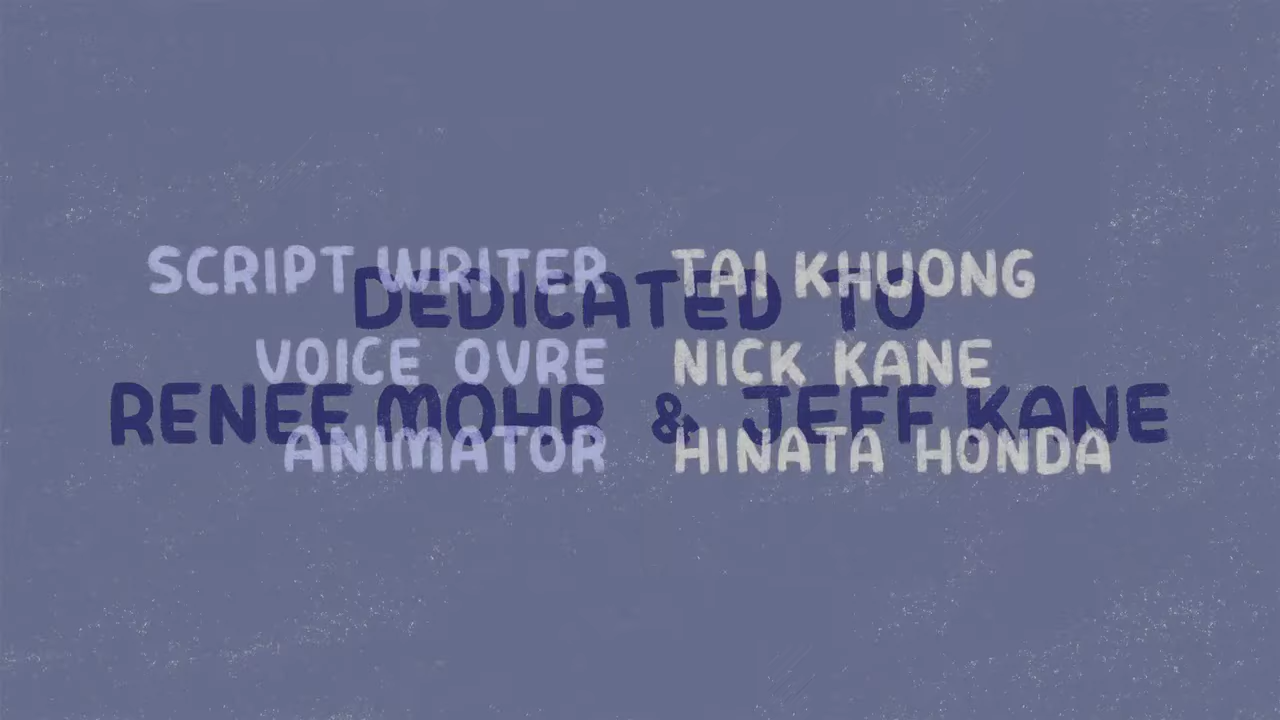 SCRIPT WRITER TAI KHUONG
DEDICATED TO
VOICE OVRE NICK KANE
RENEE MOHR & JEFF KANE
ANIMATOR HINATA HONDA